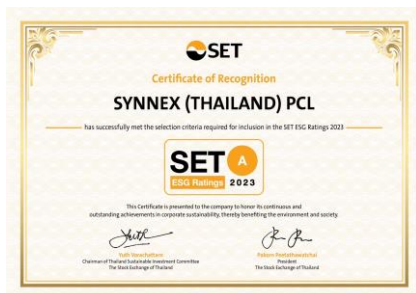 SET
Certificate of Recognition
SYNNEX (THAILAND) PCL
has successfully met the selection criteria required for inclusion in the SET ESG Ratings 2023
SET A
ESG Ratings 2023
This Certificate is presented to the company to honor its continuous and
outstanding achievements in corporate sustainability, thereby benefiting the environment and society.
Chairman of Thailand Sustainable Investment Committee
The Stock Exchange of Thailand
Pakorn Peetathawatchai
President
The Stock Exchange of Thailand